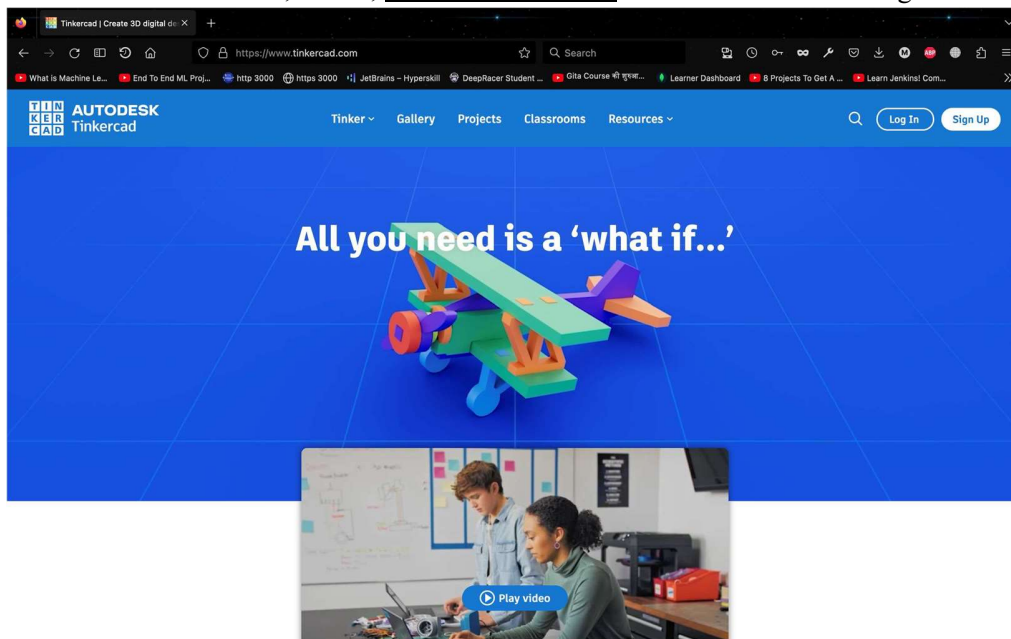 Tinkercad | Create 3D digital de
https://www.tinkercad.com
Search
What is Machine Le...
End To End ML Proj...
http 3000
https 3000
JetBrains – Hyperskill
DeepRacer Student ...
Gita Course की शुरुआ...
Learner Dashboard
8 Projects To Get A ...
Learn Jenkins! Com...
TIN
KER
CAD
AUTODESK
Tinkercad
Tinker
Gallery
Projects
Classrooms
Resources
Log In
Sign Up
All you need is a ‘what if...’
Play video